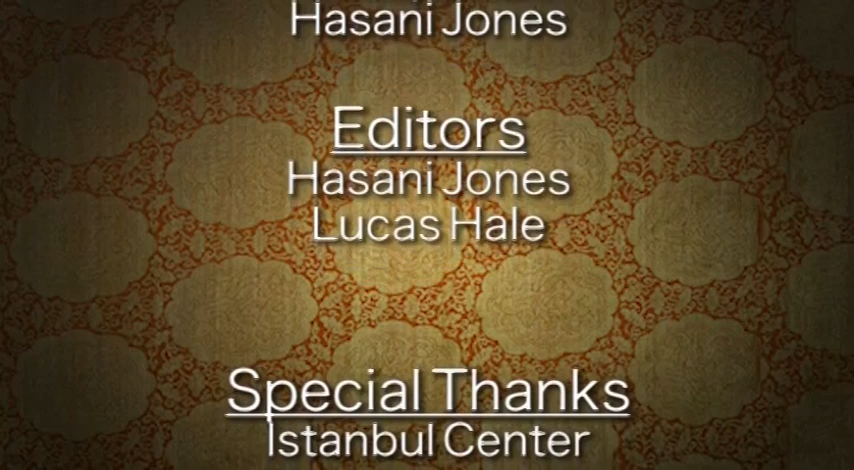 Hasani Jones
Editors
Hasani Jones
Lucas Hale
Special Thanks
Istanbul Center